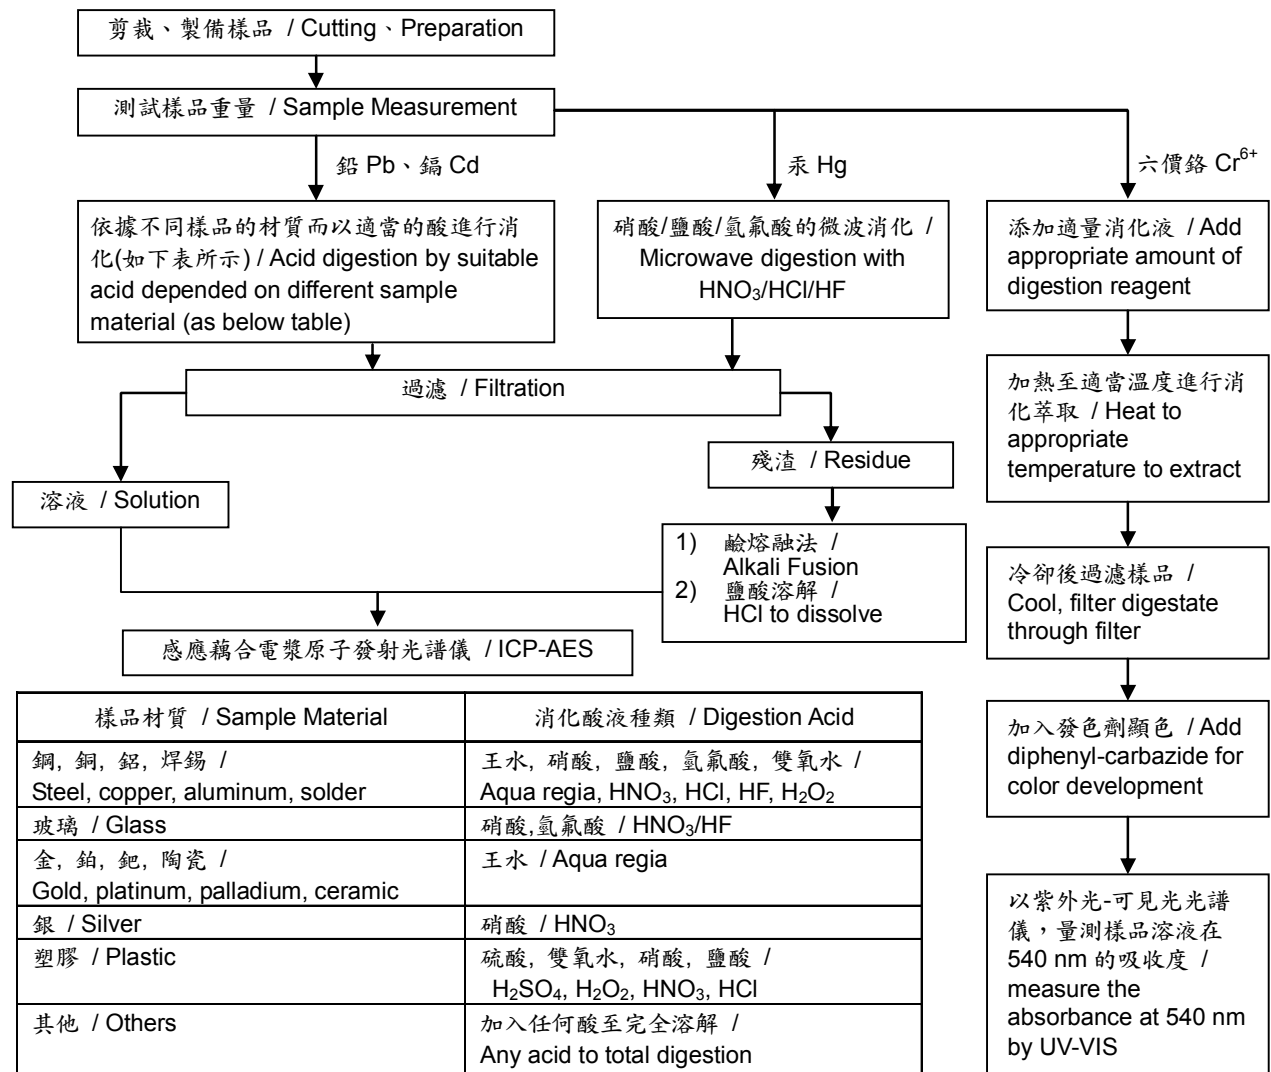 剪裁、製備樣品 / Cutting、Preparation
測試樣品重量 / Sample Measurement
鉛 Pb、鎘 Cd
汞 Hg
六價鉻 Cr⁶⁺
依據不同樣品的材質而以適當的酸進行消
化(如下表所示) / Acid digestion by suitable
acid depended on different sample
material (as below table)
硝酸/鹽酸/氫氟酸的微波消化 /
Microwave digestion with
HNO₃/HCl/HF
添加適量消化液 / Add
appropriate amount of
digestion reagent
過濾 / Filtration
加熱至適當溫度進行消
化萃取 / Heat to
appropriate
temperature to extract
溶液 / Solution
殘渣 / Residue
1) 鹼熔融法 /
Alkali Fusion
2) 鹽酸溶解 /
HCl to dissolve
冷卻後過濾樣品 /
Cool, filter digestate
through filter
感應藕合電漿原子發射光譜儀 / ICP-AES
加入發色劑顯色 / Add
diphenyl-carbazide for
color development
以紫外光-可見光光譜
儀，量測樣品溶液在
540 nm 的吸收度 /
measure the
absorbance at 540 nm
by UV-VIS
樣品材質 / Sample Material
消化酸液種類 / Digestion Acid
鋼, 銅, 鋁, 焊錫 /
Steel, copper, aluminum, solder
王水, 硝酸, 鹽酸, 氫氟酸, 雙氧水 /
Aqua regia, HNO₃, HCl, HF, H₂O₂
玻璃 / Glass
硝酸,氫氟酸 / HNO₃/HF
金, 鉑, 鈀, 陶瓷 /
Gold, platinum, palladium, ceramic
王水 / Aqua regia
銀 / Silver
硝酸 / HNO₃
塑膠 / Plastic
硫酸, 雙氧水, 硝酸, 鹽酸 /
H₂SO₄, H₂O₂, HNO₃, HCl
其他 / Others
加入任何酸至完全溶解 /
Any acid to total digestion